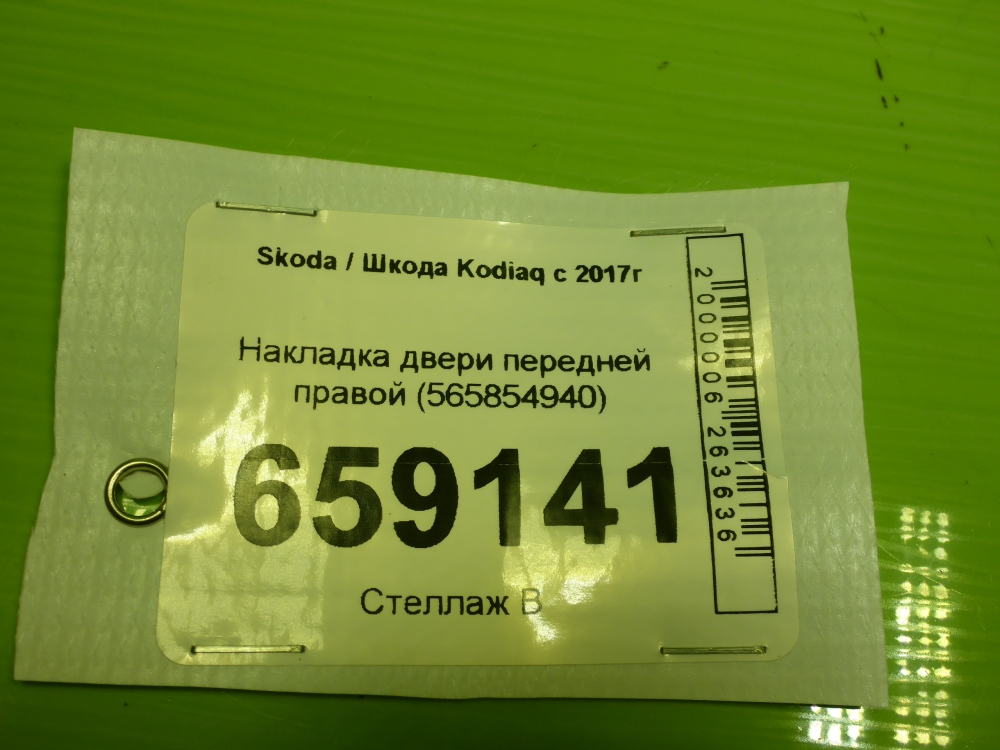 Skoda / Шкода Kodiaq с 2017г
Накладка двери передней
правой (565854940)
659141
Стеллаж В
2000006263636